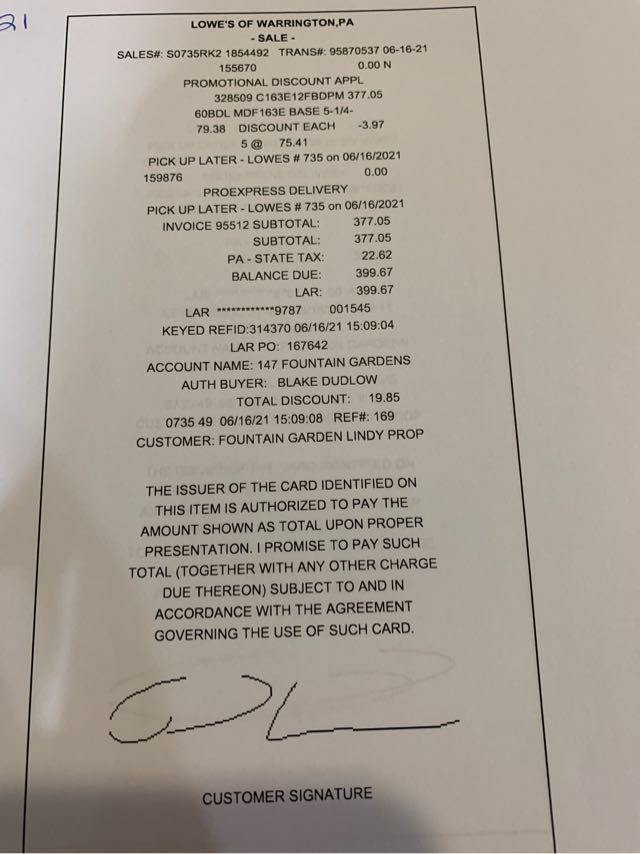 21
LOWE'S OF WARRINGTON,PA
- SALE -
SALES#: S0735RK2 1854492 TRANS#: 95870537 06-16-21
155670 0.00 N
PROMOTIONAL DISCOUNT APPL
328509 C163E12FBDPM 377.05
60BDL MDF163E BASE 5-1/4-
79.38 DISCOUNT EACH -3.97
5 @ 75.41
PICK UP LATER - LOWES # 735 on 06/16/2021
159876 0.00
PROEXPRESS DELIVERY
PICK UP LATER - LOWES # 735 on 06/16/2021
INVOICE 95512 SUBTOTAL: 377.05
SUBTOTAL: 377.05
PA - STATE TAX: 22.62
BALANCE DUE: 399.67
LAR: 399.67
LAR ************9787 001545
KEYED REFID:314370 06/16/21 15:09:04
LAR PO: 167642
ACCOUNT NAME: 147 FOUNTAIN GARDENS
AUTH BUYER: BLAKE DUDLOW
TOTAL DISCOUNT: 19.85
0735 49 06/16/21 15:09:08 REF#: 169
CUSTOMER: FOUNTAIN GARDEN LINDY PROP
THE ISSUER OF THE CARD IDENTIFIED ON
THIS ITEM IS AUTHORIZED TO PAY THE
AMOUNT SHOWN AS TOTAL UPON PROPER
PRESENTATION. I PROMISE TO PAY SUCH
TOTAL (TOGETHER WITH ANY OTHER CHARGE
DUE THEREON) SUBJECT TO AND IN
ACCORDANCE WITH THE AGREEMENT
GOVERNING THE USE OF SUCH CARD.
CUSTOMER SIGNATURE